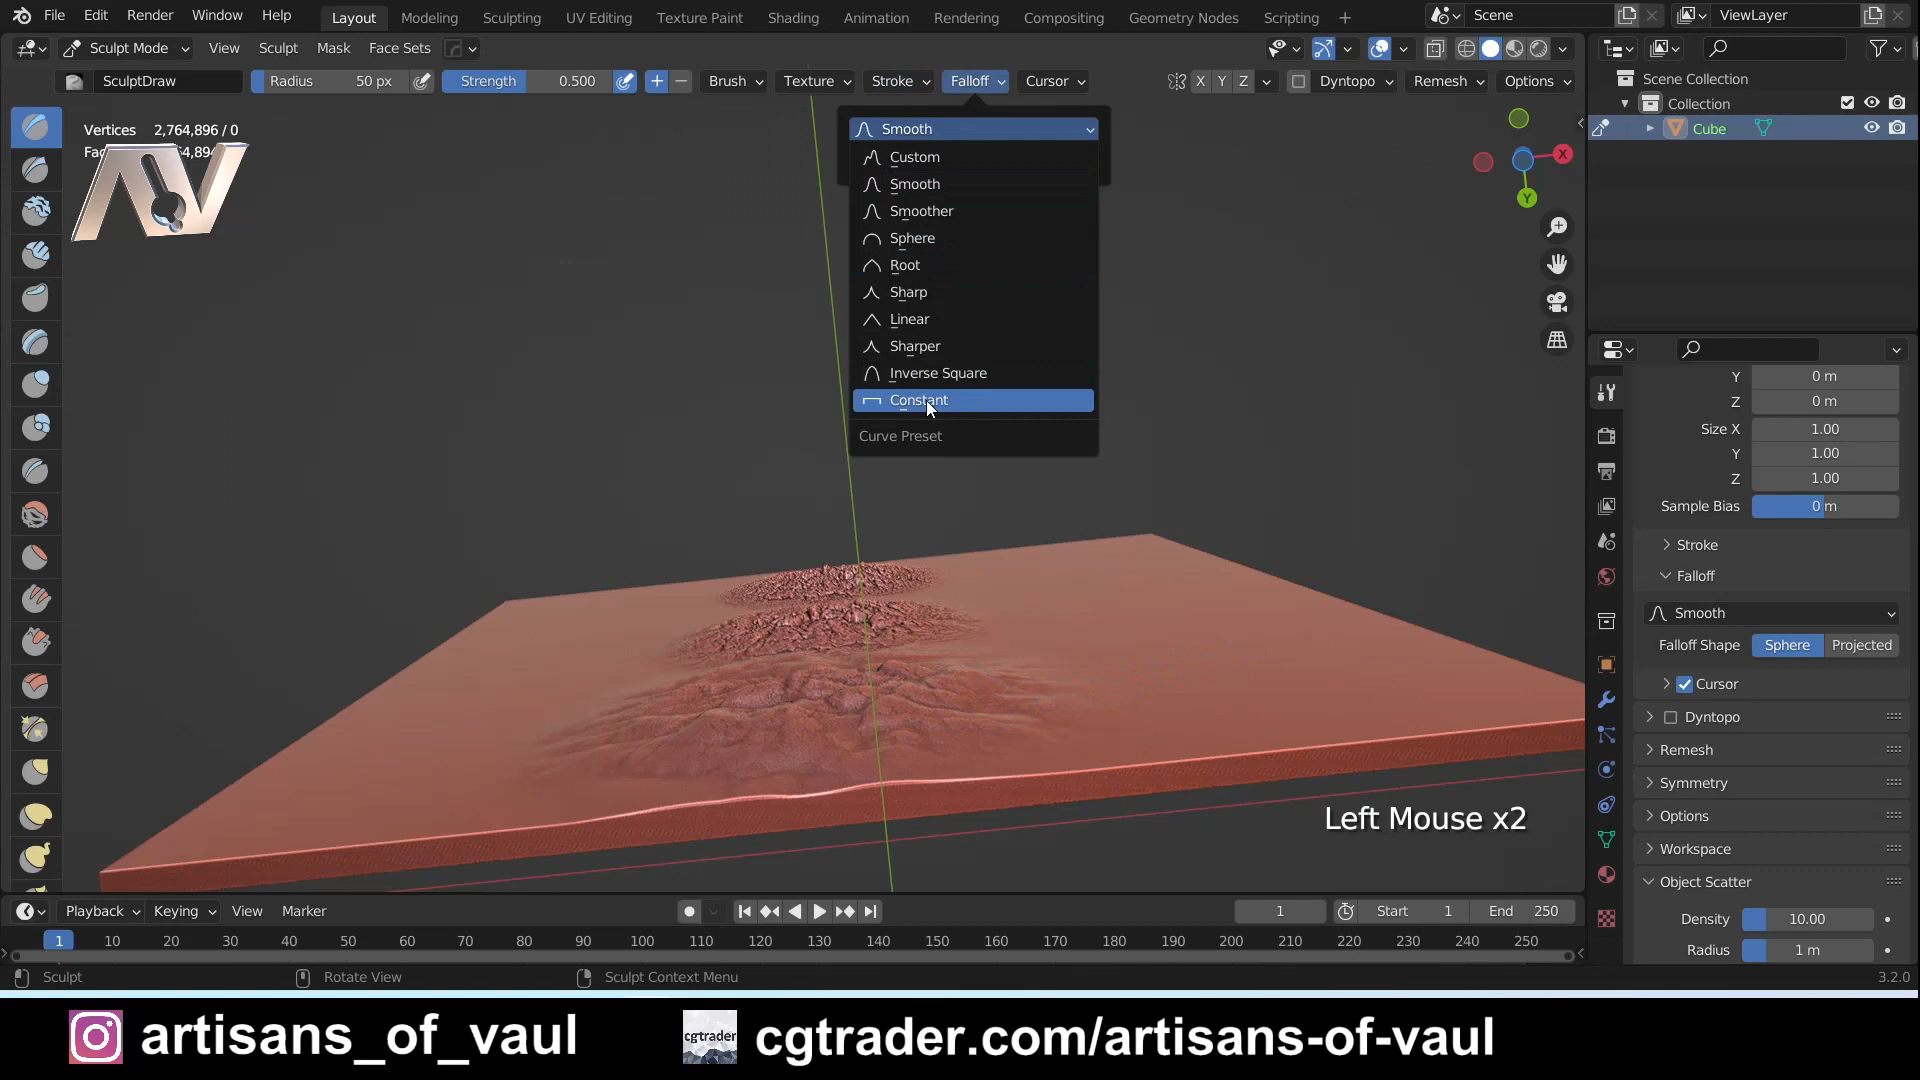 File Edit Render Window Help Layout Modeling Sculpting UV Editing Texture Paint Shading Animation Rendering Compositing Geometry Nodes Scripting + Scene ViewLayer
Sculpt Mode View Sculpt Mask Face Sets
SculptDraw Radius 50 px Strength 0.500 + − Brush Texture Stroke Falloff Cursor X Y Z Dyntopo Remesh Options
Scene Collection
Collection
Cube
Vertices 2,764,896 / 0
AV
Smooth
Custom
Smooth
Smoother
Sphere
Root
Sharp
Linear
Sharper
Inverse Square
Constant
Curve Preset
X
Y
Y 0 m
Z 0 m
Size X 1.00
Y 1.00
Z 1.00
Sample Bias 0 m
Stroke
Falloff
Smooth
Falloff Shape Sphere Projected
Cursor
Dyntopo
Remesh
Symmetry
Options
Workspace
Object Scatter
Density 10.00
Radius 1 m
Left Mouse x2
Playback Keying View Marker 1 Start 1 End 250
1 10 20 30 40 50 60 70 80 90 100 110 120 130 140 150 160 170 180 190 200 210 220 230 240 250
Sculpt Rotate View Sculpt Context Menu 3.2.0
artisans_of_vaul cgtrader cgtrader.com/artisans-of-vaul